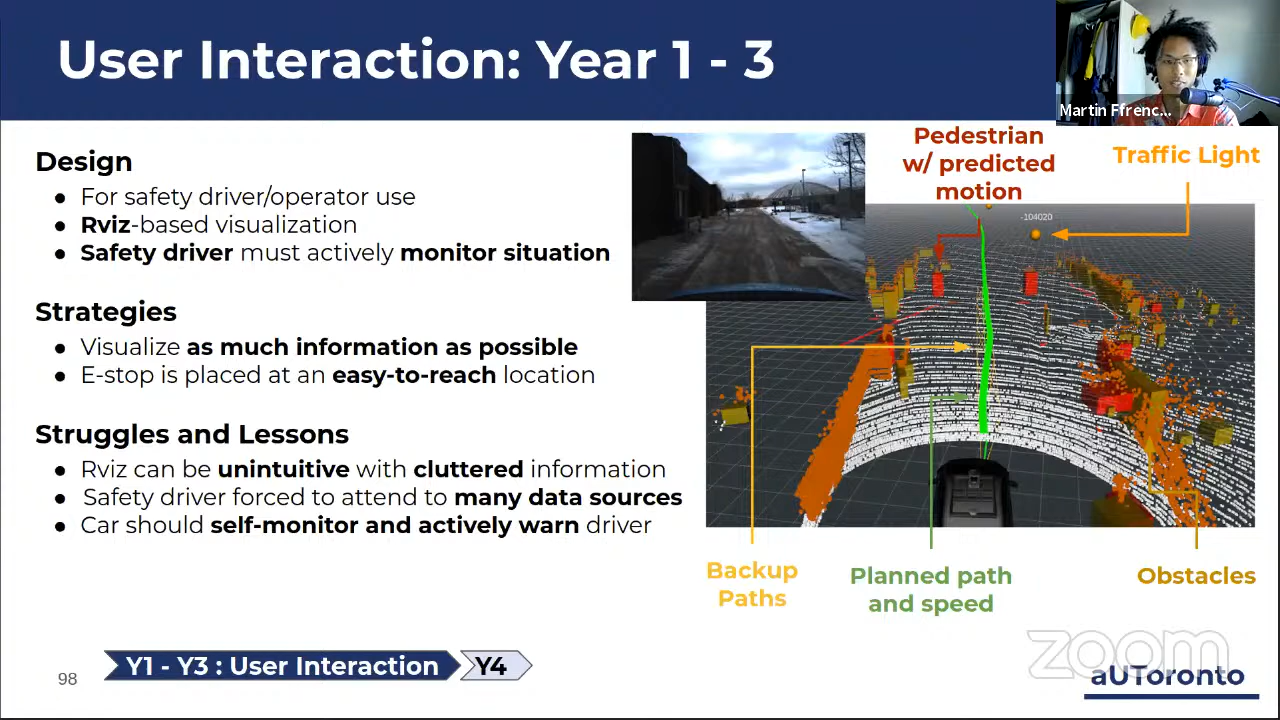 User Interaction: Year 1 - 3
Martin Ffrenc...
Design
● For safety driver/operator use
● Rviz-based visualization
● Safety driver must actively monitor situation
Strategies
● Visualize as much information as possible
● E-stop is placed at an easy-to-reach location
Struggles and Lessons
● Rviz can be unintuitive with cluttered information
● Safety driver forced to attend to many data sources
● Car should self-monitor and actively warn driver
Pedestrian
w/ predicted
motion
Traffic Light
-104020
Backup
Paths
Planned path
and speed
Obstacles
98
Y1 - Y3 : User Interaction
Y4
zoom
aUToronto